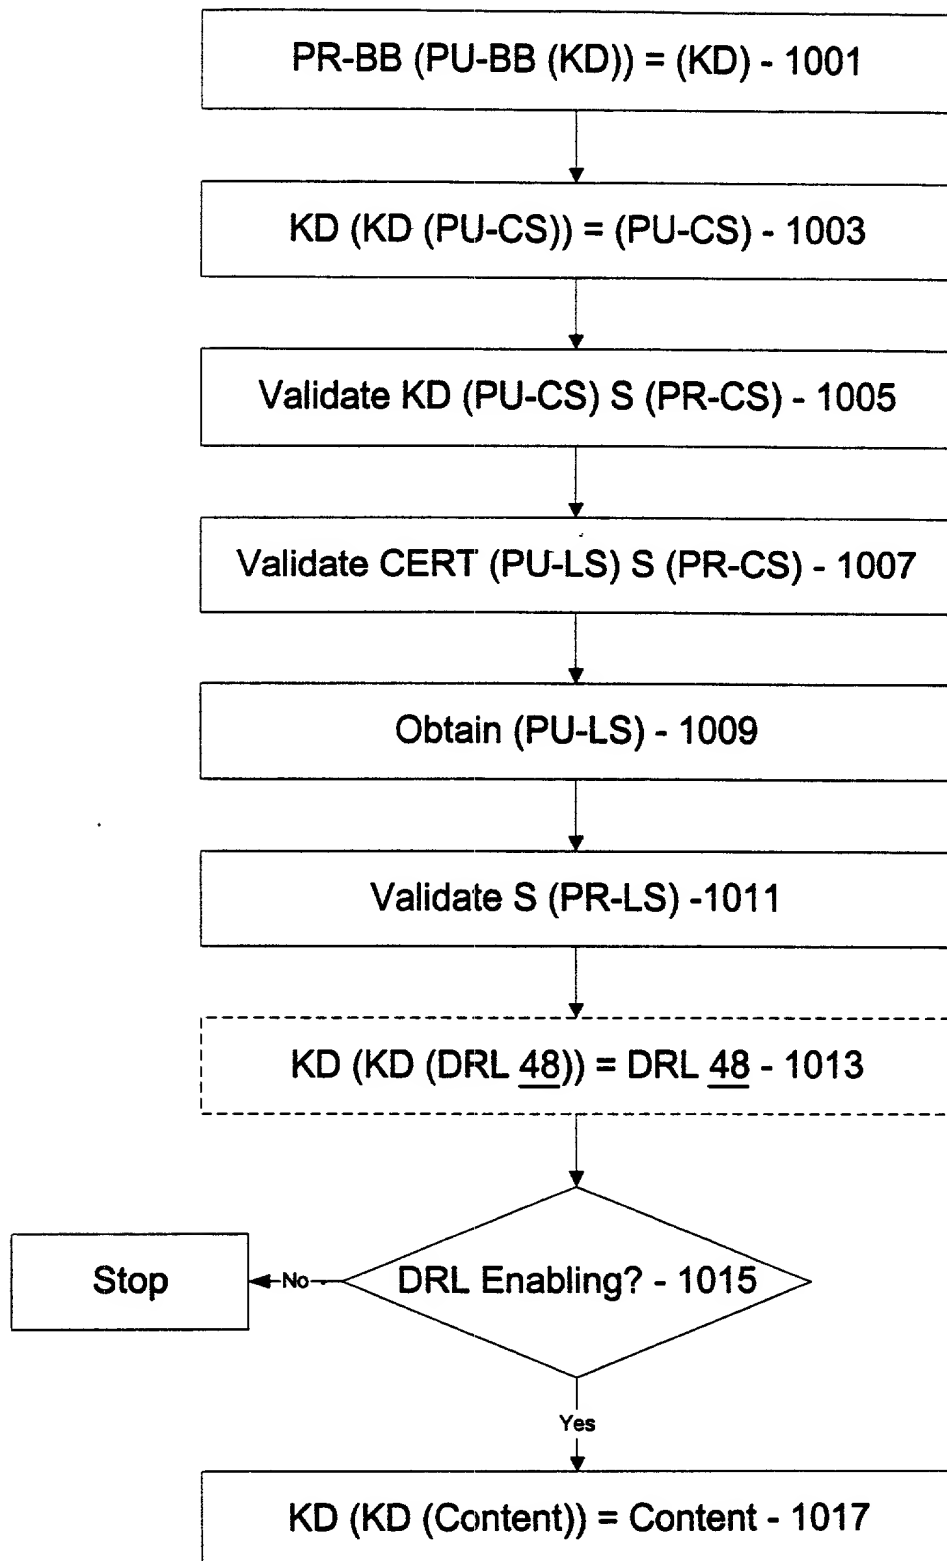 PR-BB (PU-BB (KD)) = (KD) - 1001
KD (KD (PU-CS)) = (PU-CS) - 1003
Validate KD (PU-CS) S (PR-CS) - 1005
Validate CERT (PU-LS) S (PR-CS) - 1007
Obtain (PU-LS) - 1009
Validate S (PR-LS) -1011
KD (KD (DRL 48)) = DRL 48 - 1013
DRL Enabling? - 1015
No
Stop
Yes
KD (KD (Content)) = Content - 1017